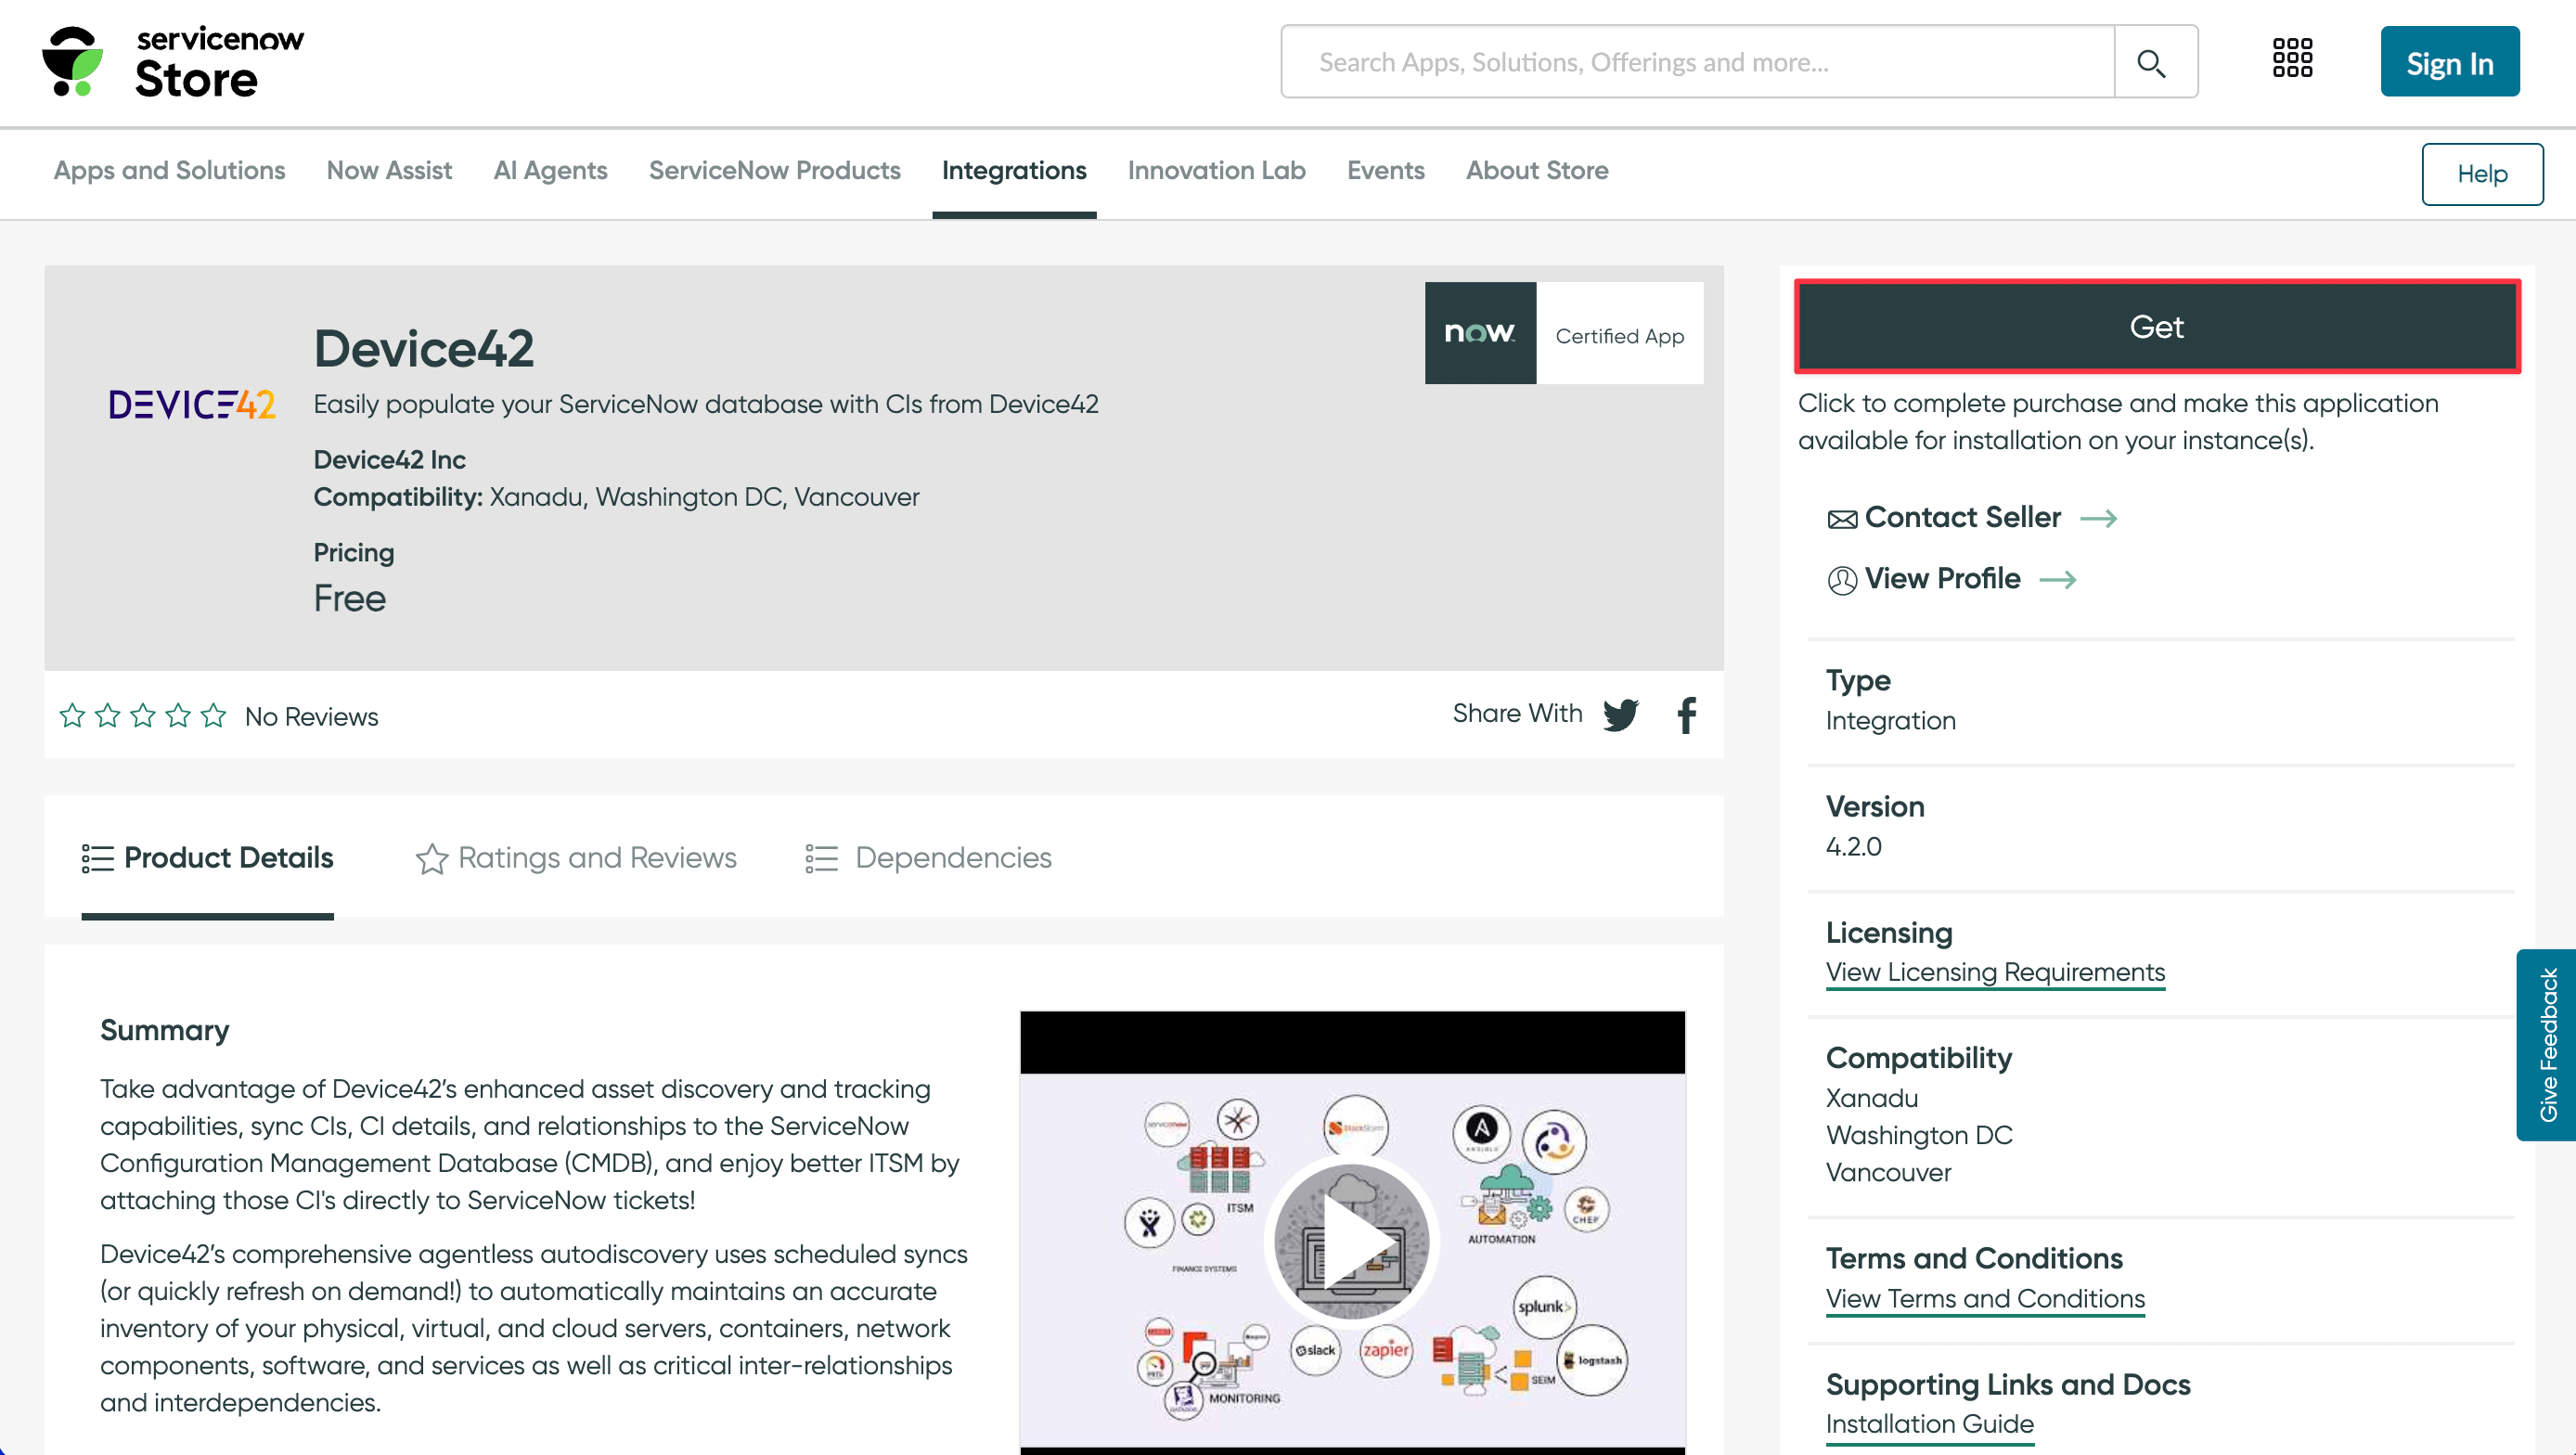 servicenow
Store
Search Apps, Solutions, Offerings and more...
Sign In
Apps and Solutions
Now Assist
AI Agents
ServiceNow Products
Integrations
Innovation Lab
Events
About Store
Help
DEVICE42
Device42
Easily populate your ServiceNow database with CIs from Device42
Device42 Inc
Compatibility: Xanadu, Washington DC, Vancouver
Pricing
Free
now
Certified App
No Reviews
Share With
Product Details
Ratings and Reviews
Dependencies
Summary
Take advantage of Device42's enhanced asset discovery and tracking
capabilities, sync CIs, CI details, and relationships to the ServiceNow
Configuration Management Database (CMDB), and enjoy better ITSM by
attaching those CI's directly to ServiceNow tickets!
Device42's comprehensive agentless autodiscovery uses scheduled syncs
(or quickly refresh on demand!) to automatically maintains an accurate
inventory of your physical, virtual, and cloud servers, containers, network
components, software, and services as well as critical inter-relationships
and interdependencies.
servicenow
StackStorm
ANSIBLE
ITSM
CHEF
AUTOMATION
FINANCE SYSTEMS
splunk>
slack
zapier
logstash
SEIM
MONITORING
Get
Click to complete purchase and make this application
available for installation on your instance(s).
Contact Seller
View Profile
Type
Integration
Version
4.2.0
Licensing
View Licensing Requirements
Compatibility
Xanadu
Washington DC
Vancouver
Terms and Conditions
View Terms and Conditions
Supporting Links and Docs
Installation Guide
Give Feedback